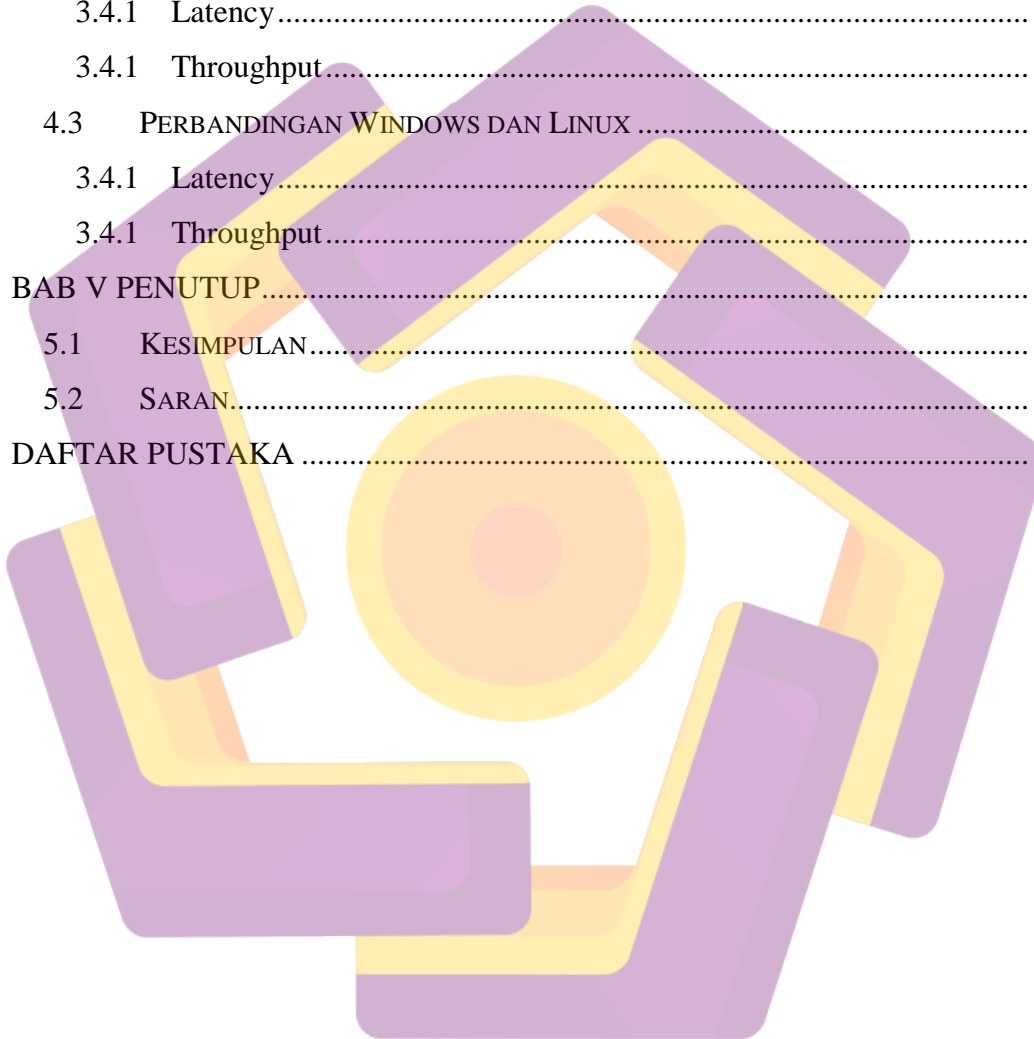 3.4.1 Latency........................................................................................
3.4.1 Throughput..................................................................................
4.3 PERBANDINGAN WINDOWS DAN LINUX ..............................................
3.4.1 Latency........................................................................................
3.4.1 Throughput..................................................................................
BAB V PENUTUP..........................................................................................
5.1 KESIMPULAN....................................................................................
5.2 SARAN..............................................................................................
DAFTAR PUSTAKA .....................................................................................